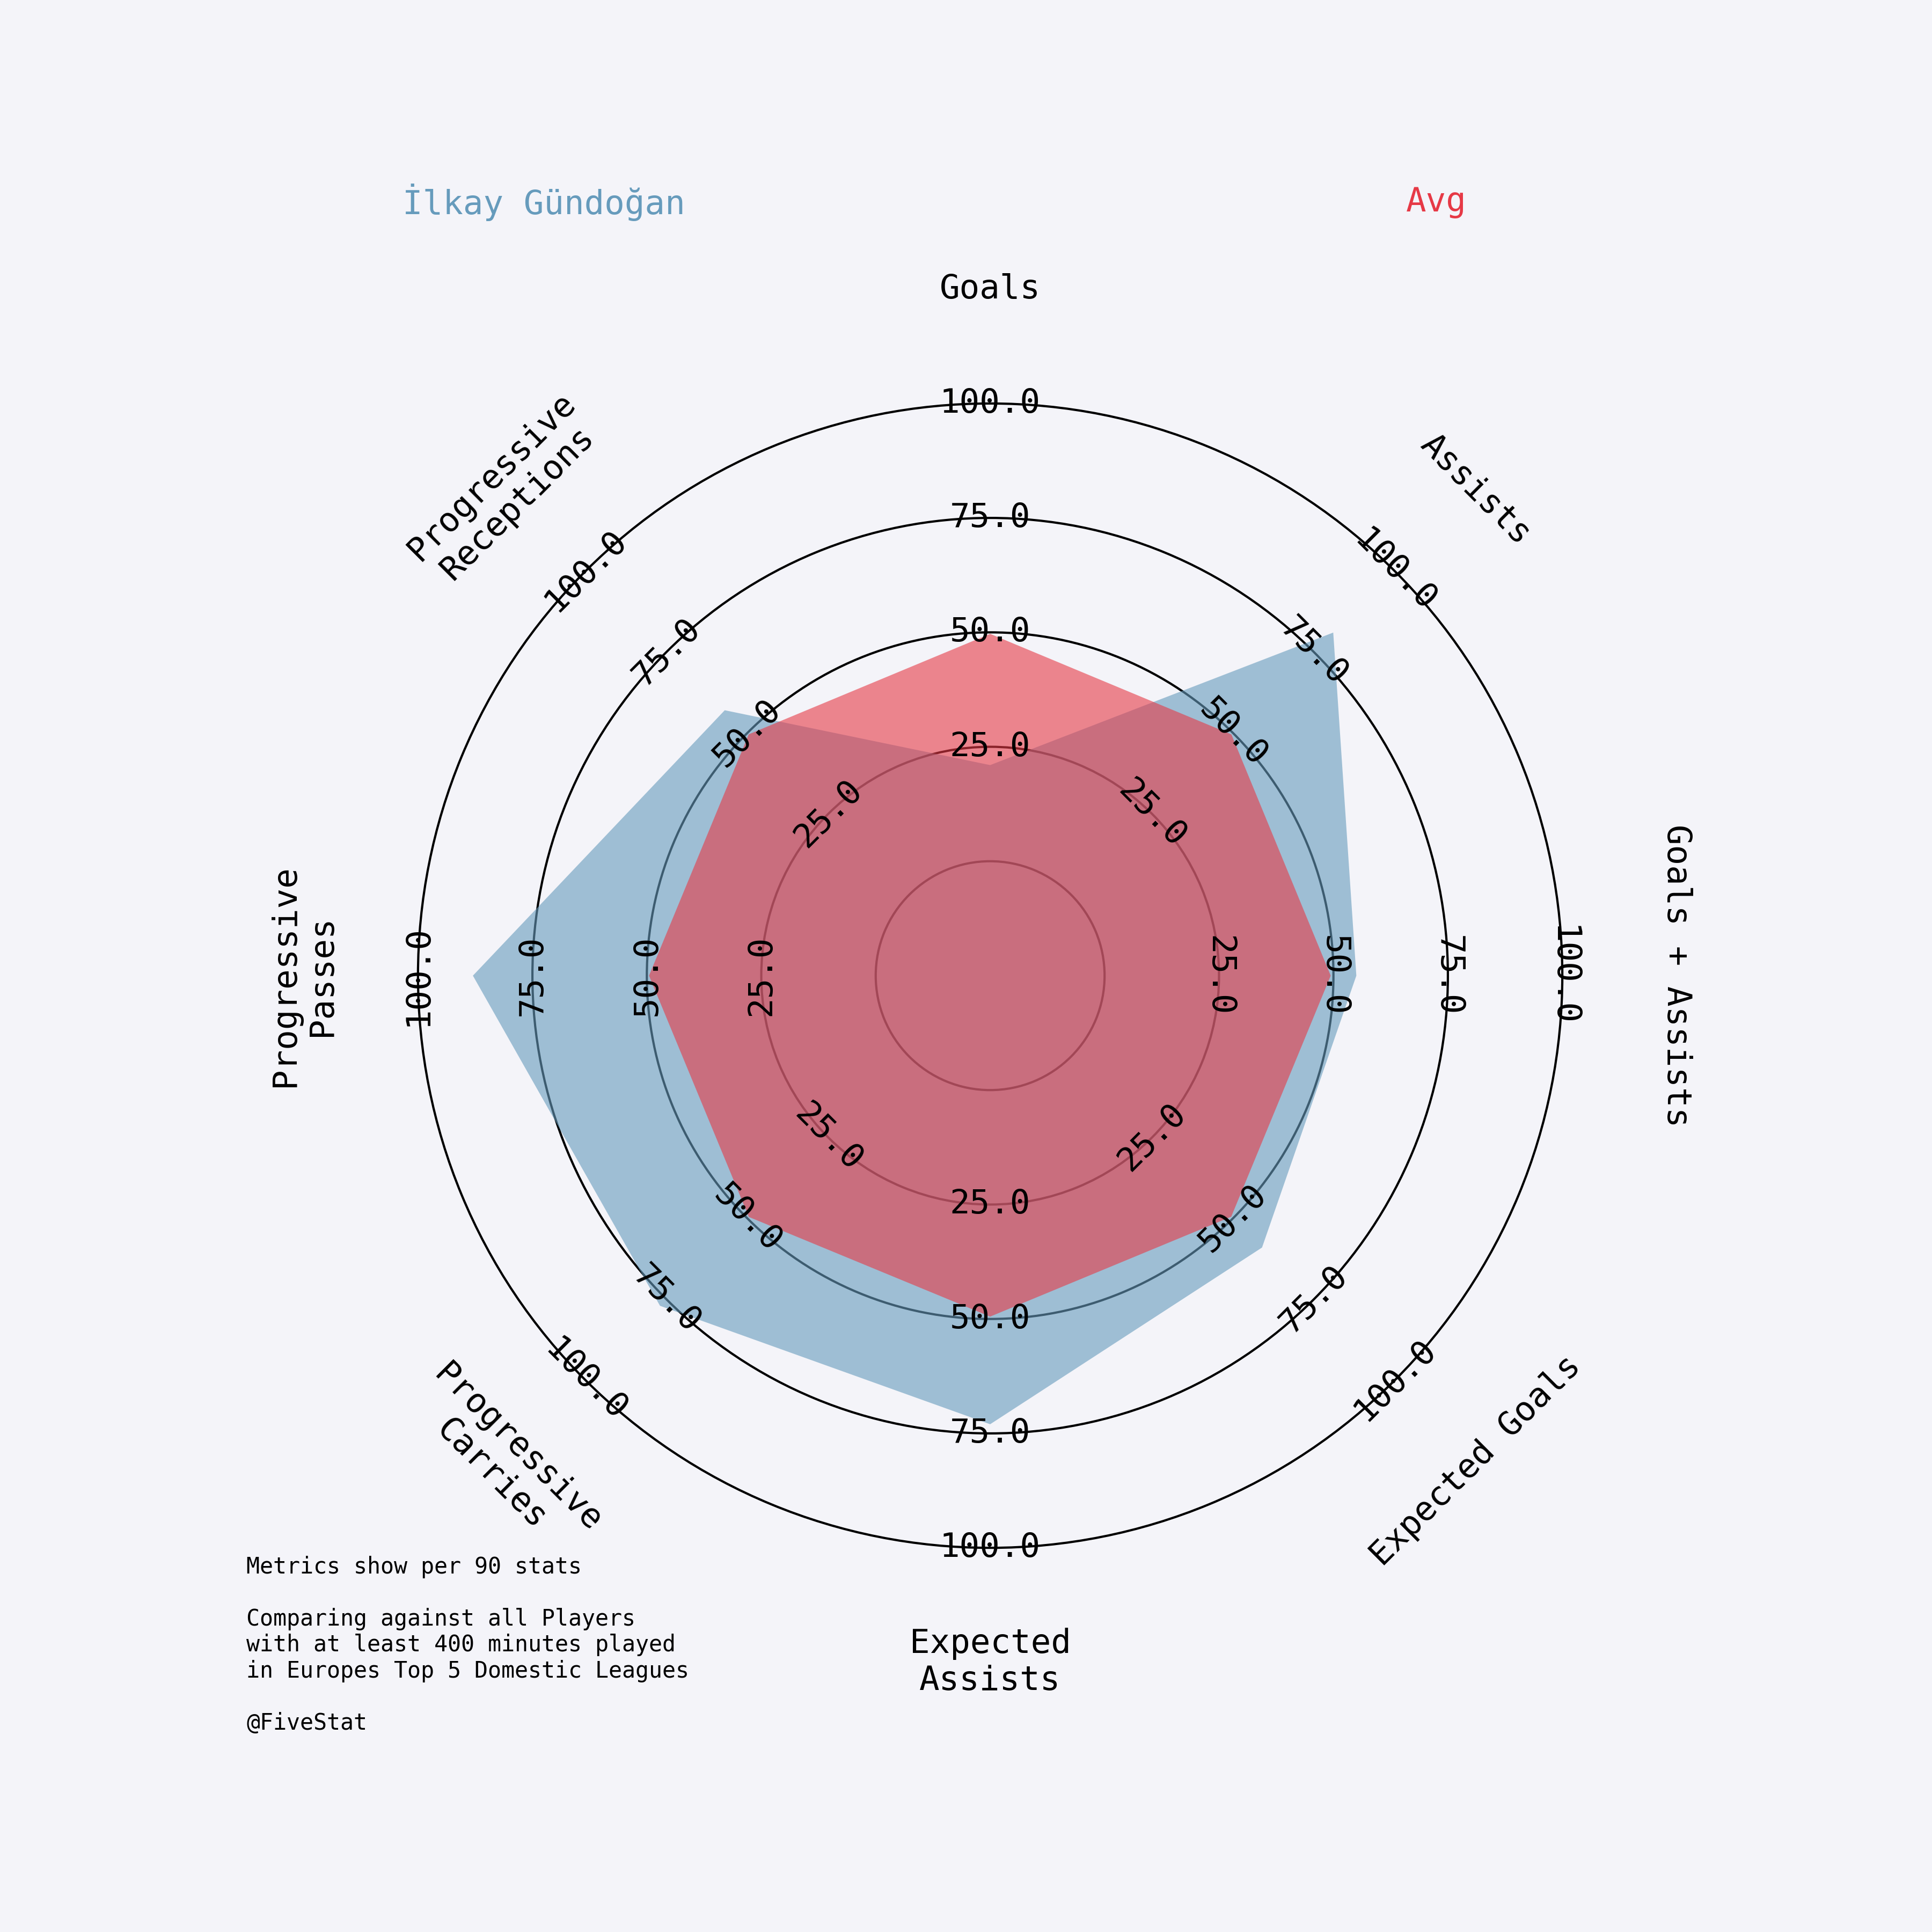 İlkay Gündoğan
Avg
Goals
Assists
Goals + Assists
Expected Goals
Expected
Assists
Progressive
Carries
Progressive
Passes
Progressive
Receptions
100.0
75.0
50.0
25.0
100.0
75.0
50.0
25.0
100.0
75.0
50.0
25.0
100.0
75.0
50.0
25.0
100.0
75.0
50.0
25.0
100.0
75.0
50.0
25.0
100.0
75.0
50.0
25.0
100.0
75.0
50.0
25.0
Metrics show per 90 stats
Comparing against all Players
with at least 400 minutes played
in Europes Top 5 Domestic Leagues
@FiveStat